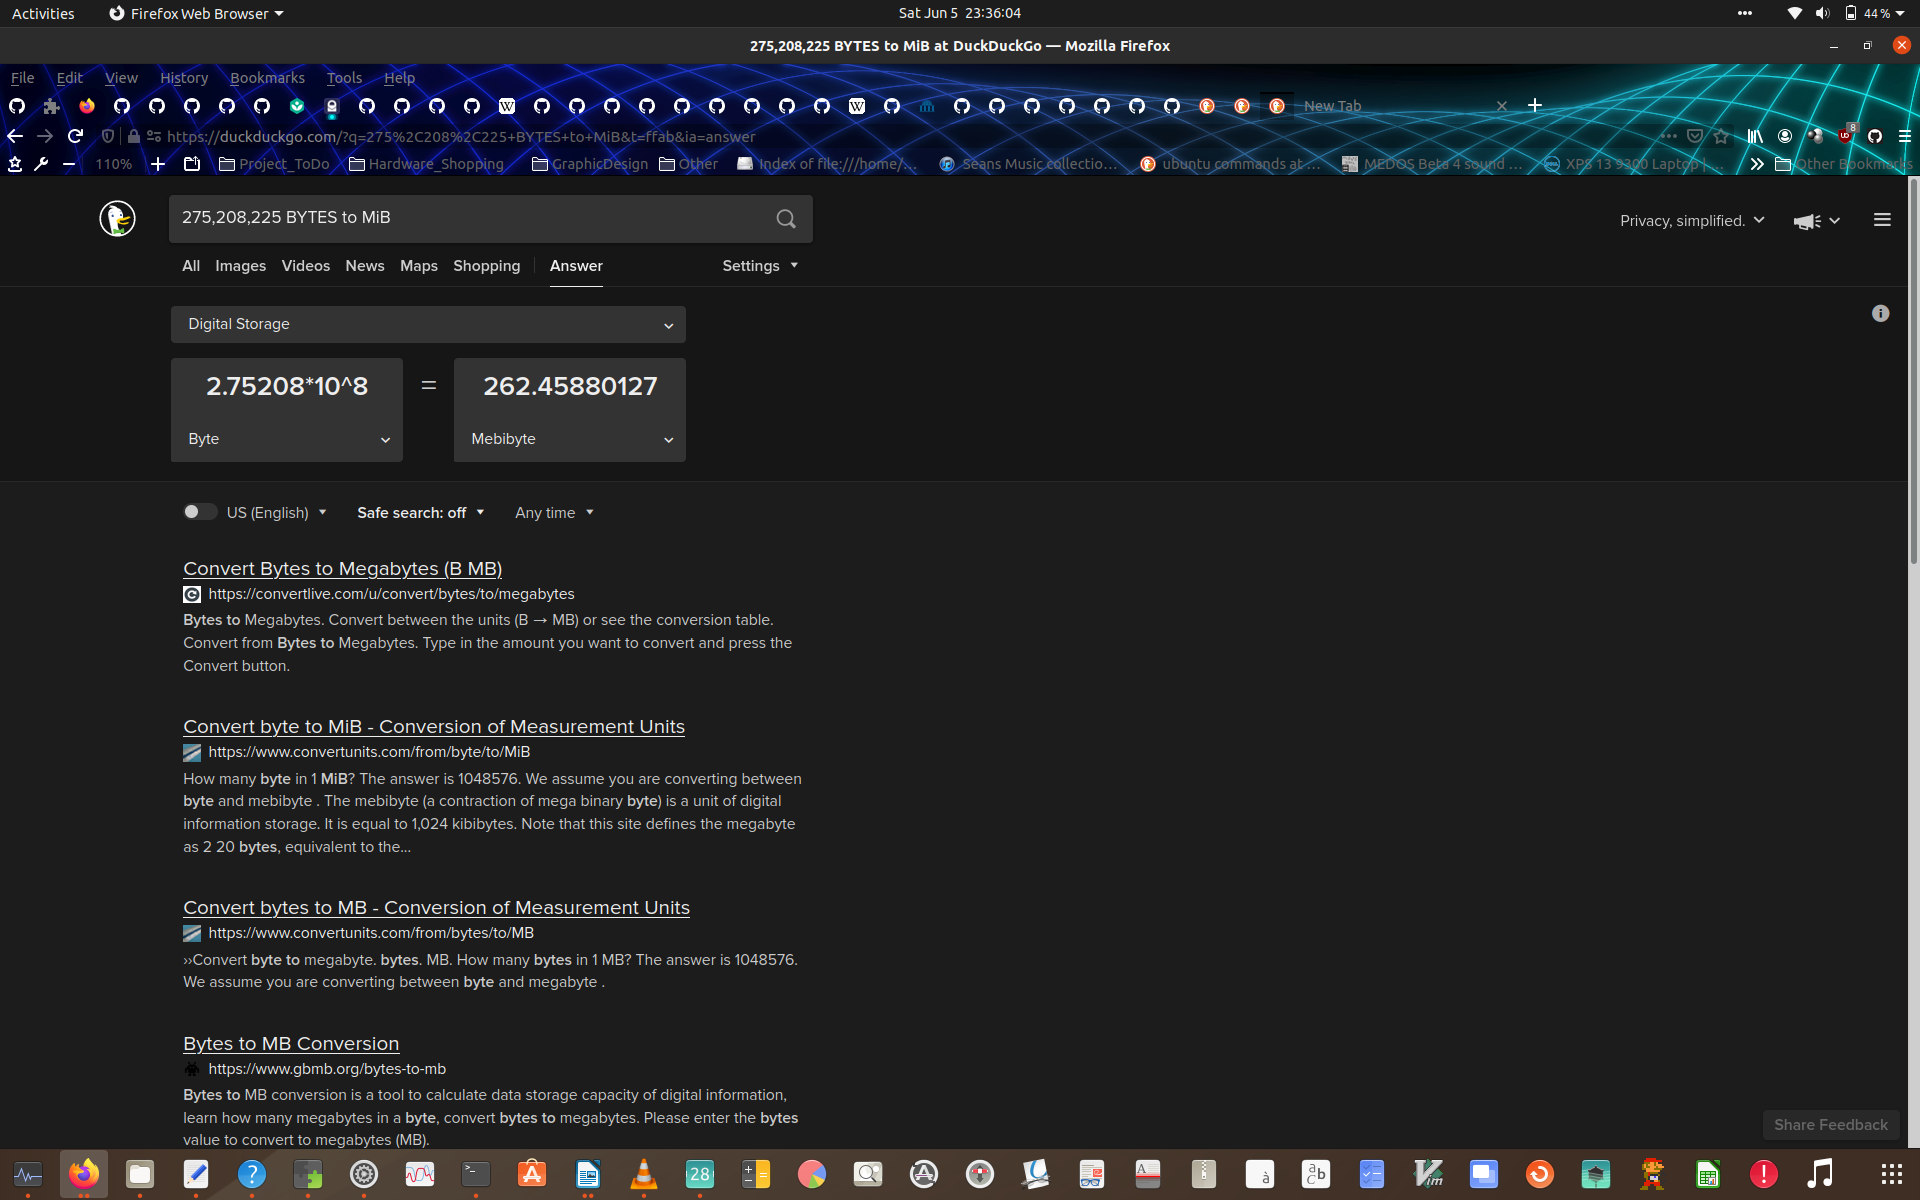 Activities
Firefox Web Browser
Sat Jun 5 23:36:04
44 %
275,208,225 BYTES to MiB at DuckDuckGo — Mozilla Firefox
File Edit View History Bookmarks Tools Help
New Tab
https://duckduckgo.com/?q=275%2C208%2C225+BYTES+to+MiB&t=ffab&ia=answer
8
110%
Project_ToDo
Hardware_Shopping
GraphicDesign
Other
Index of file:///home/...
Seans Music collectio...
ubuntu commands at ...
MEDOS Beta 4 sound ...
XPS 13 9300 Laptop | ...
Other Bookmarks
275,208,225 BYTES to MiB
Privacy, simplified.
All Images Videos News Maps Shopping Answer Settings
Digital Storage
2.75208*10^8 = 262.45880127
Byte Mebibyte
US (English) Safe search: off Any time
Convert Bytes to Megabytes (B MB)
https://convertlive.com/u/convert/bytes/to/megabytes
Bytes to Megabytes. Convert between the units (B → MB) or see the conversion table.
Convert from Bytes to Megabytes. Type in the amount you want to convert and press the
Convert button.
Convert byte to MiB - Conversion of Measurement Units
https://www.convertunits.com/from/byte/to/MiB
How many byte in 1 MiB? The answer is 1048576. We assume you are converting between
byte and mebibyte . The mebibyte (a contraction of mega binary byte) is a unit of digital
information storage. It is equal to 1,024 kibibytes. Note that this site defines the megabyte
as 2 20 bytes, equivalent to the...
Convert bytes to MB - Conversion of Measurement Units
https://www.convertunits.com/from/bytes/to/MB
››Convert byte to megabyte. bytes. MB. How many bytes in 1 MB? The answer is 1048576.
We assume you are converting between byte and megabyte .
Bytes to MB Conversion
https://www.gbmb.org/bytes-to-mb
Bytes to MB conversion is a tool to calculate data storage capacity of digital information,
learn how many megabytes in a byte, convert bytes to megabytes. Please enter the bytes
value to convert to megabytes (MB).
Share Feedback
28